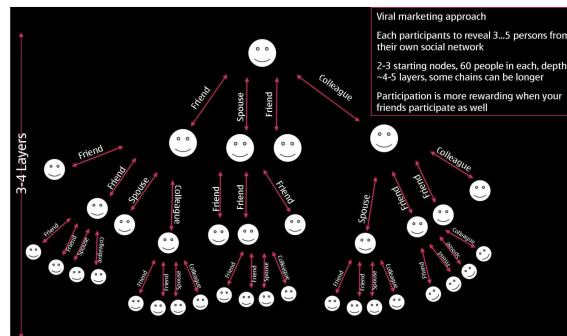 Viral marketing approach
Each participants to reveal 3...5 persons from
their own social network
2-3 starting nodes, 60 people in each, depth
~4-5 layers, some chains can be longer
Participation is more rewarding when your
friends participate as well
3-4 Layers
Friend
Spouse
Friend
Colleague
Friend
Friend
Spouse
Colleague
Friend
Friend
Friend
Spouse
Friend
Friend
Colleague
Friend
Friend
Spouse
Colleague
Friend
Friend
Spouse
Colleague
Friend
Friend
Spouse
Colleague
Friend
Friend
Spouse
Colleague
Friend
Friend
Spouse
Colleague